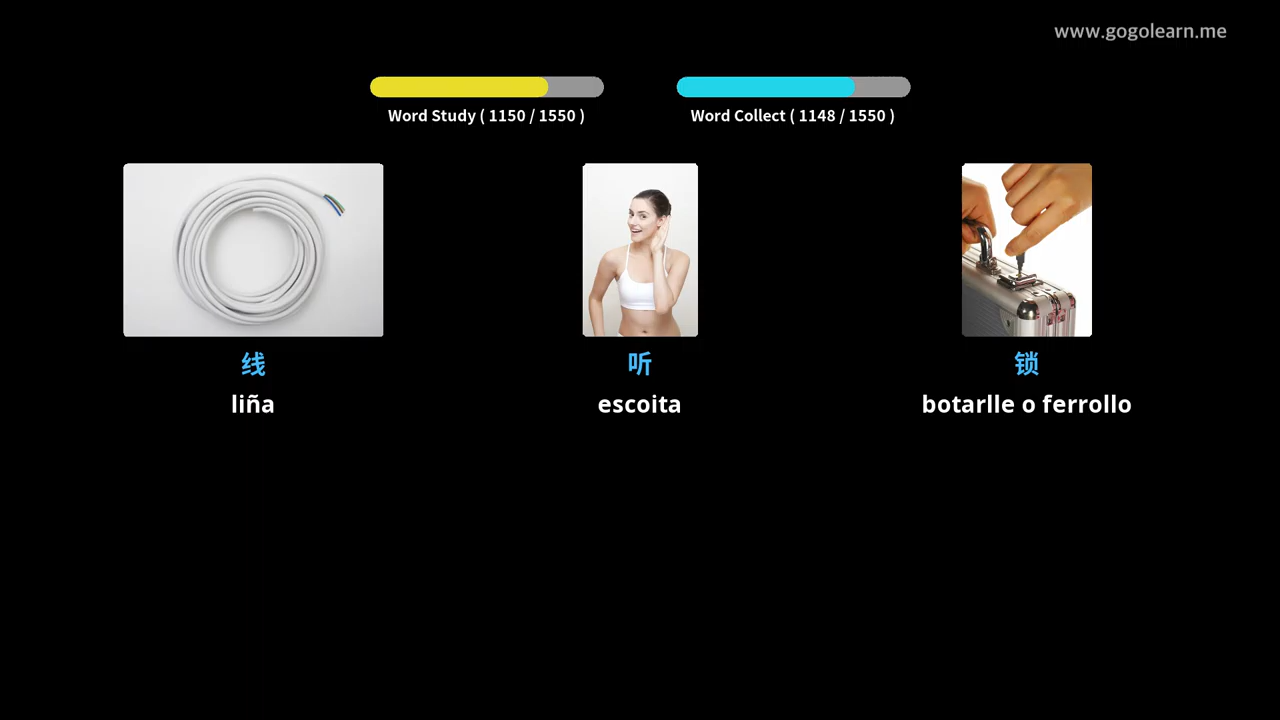 www.gogolearn.me
Word Study ( 1150 / 1550 )
Word Collect ( 1148 / 1550 )
线
听
锁
liña
escoita
botarlle o ferrollo